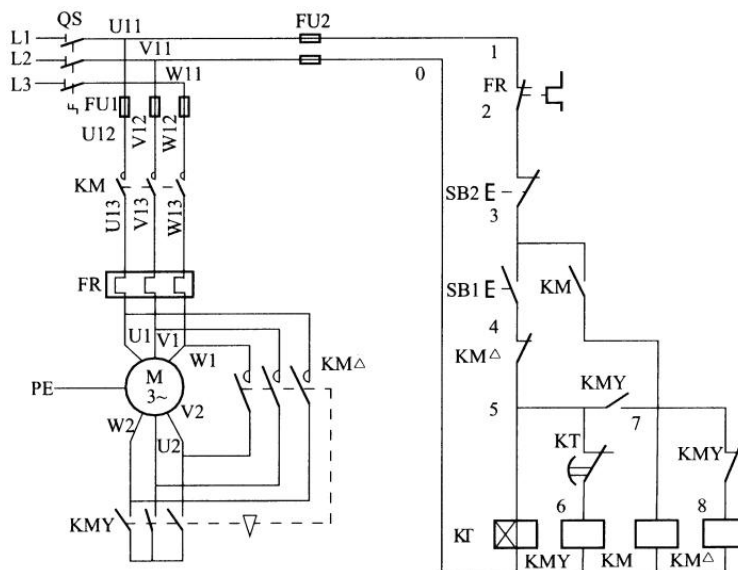 QS U11 FU2
L1
V11 1
L2
W11 0
L3 FR
FU1
2
U12 V12 W12
KM
SB2 E
U13 V13 W13 3
FR
SB1 E KM
4
U1 V1 W1 KM△
KM△
M
3~
PE
KMY
5
W2 V2
7
U2 KT KMY
KMY 6 8
KT
KMY KM KM△